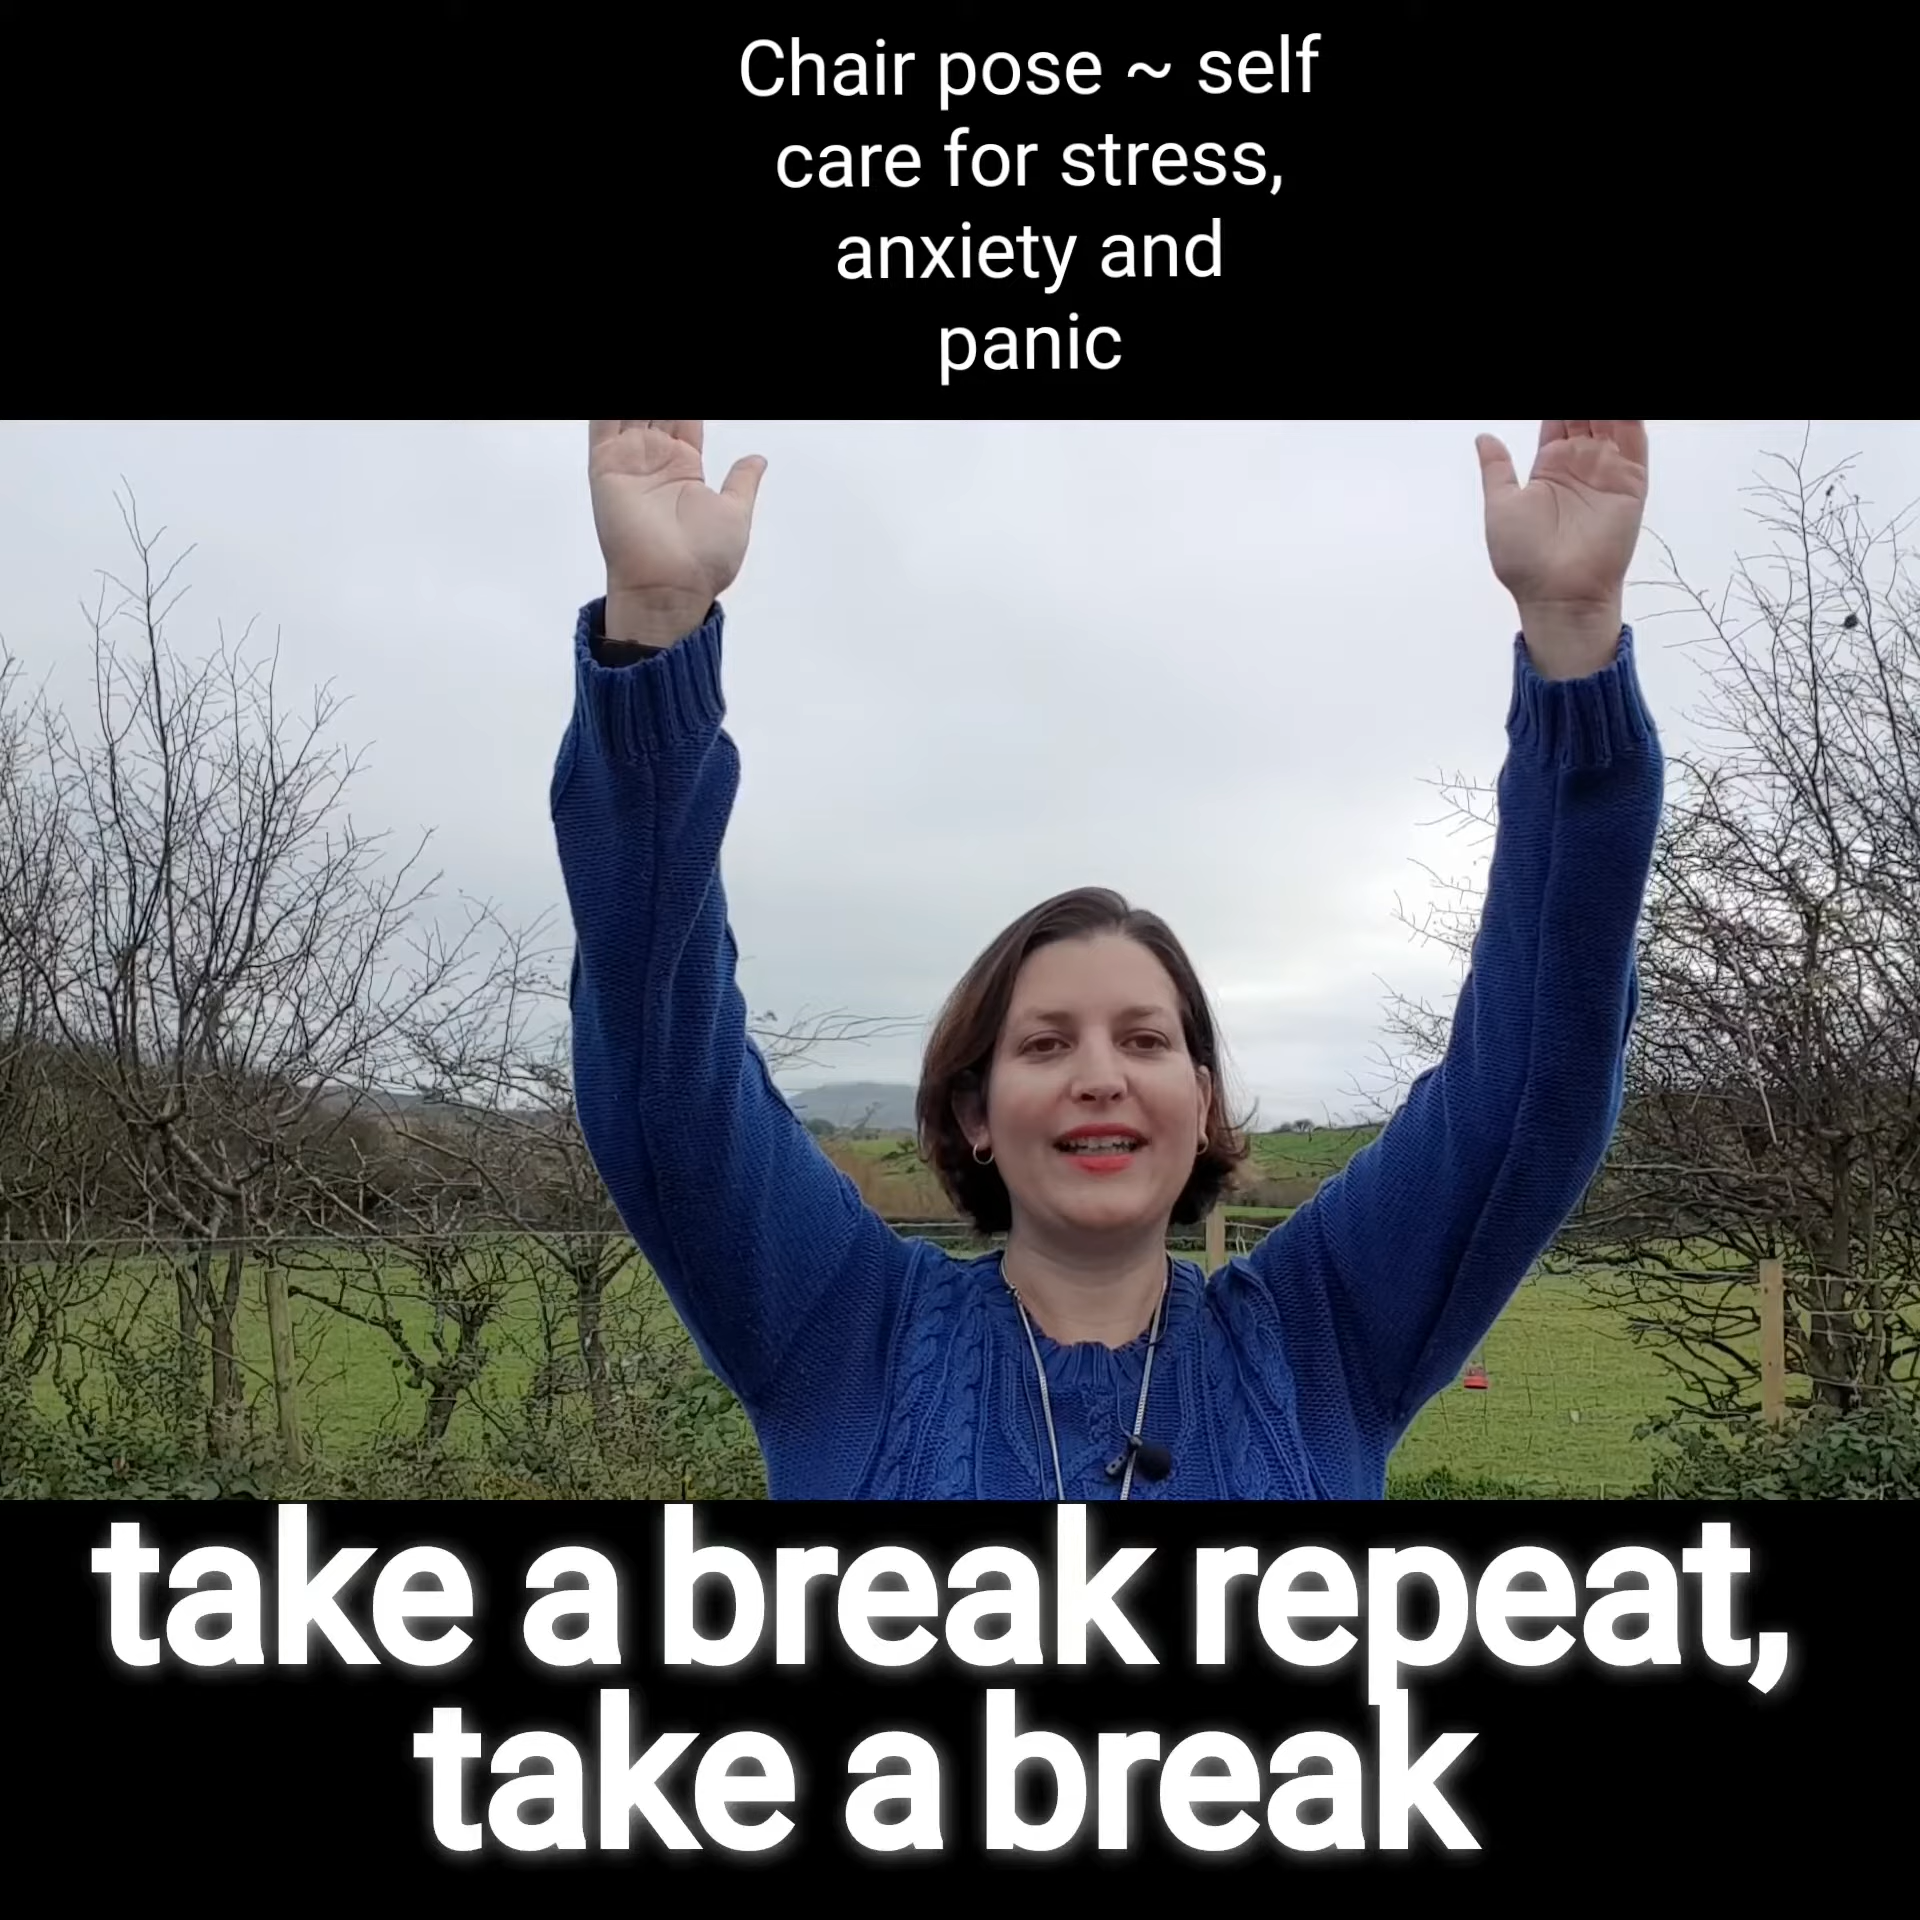 Chair pose ~ self
care for stress,
anxiety and
panic
take a break repeat,
take a break